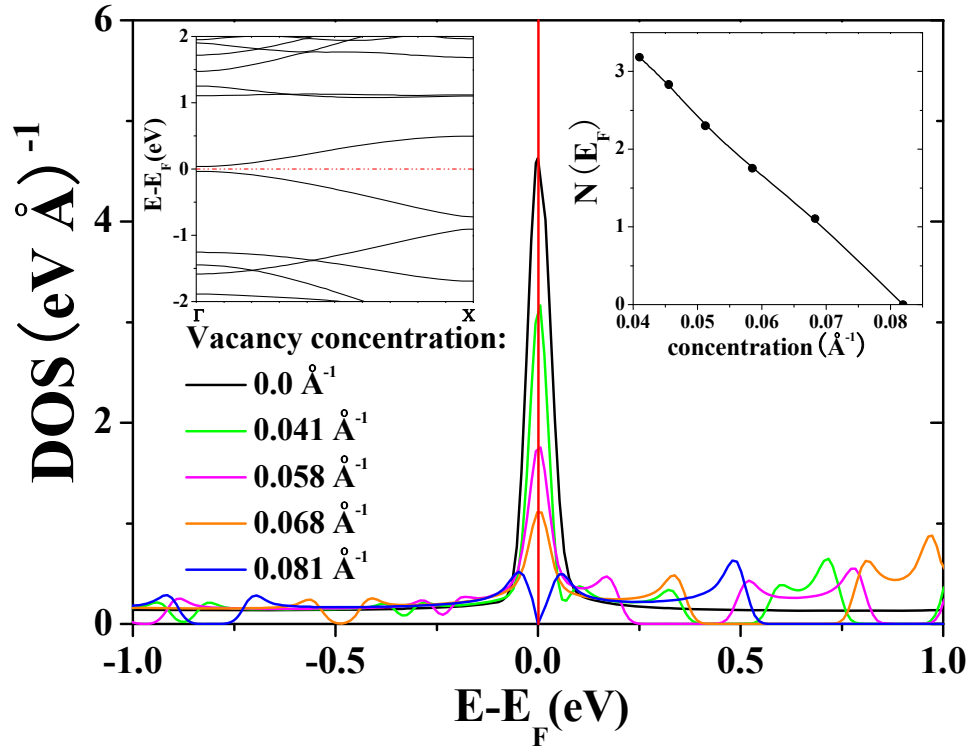 DOS(eV Å)⁻¹
6
4
2
0
-1.0
-0.5
0.0
0.5
1.0
E-E_F(eV)
E-E_F(eV)
2
1
0
-1
-2
Γ
X
Vacancy concentration:
0.0 Å⁻¹
0.041 Å⁻¹
0.058 Å⁻¹
0.068 Å⁻¹
0.081 Å⁻¹
N(E_F)
3
2
1
0
0.04
0.05
0.06
0.07
0.08
concentration(Å⁻¹)